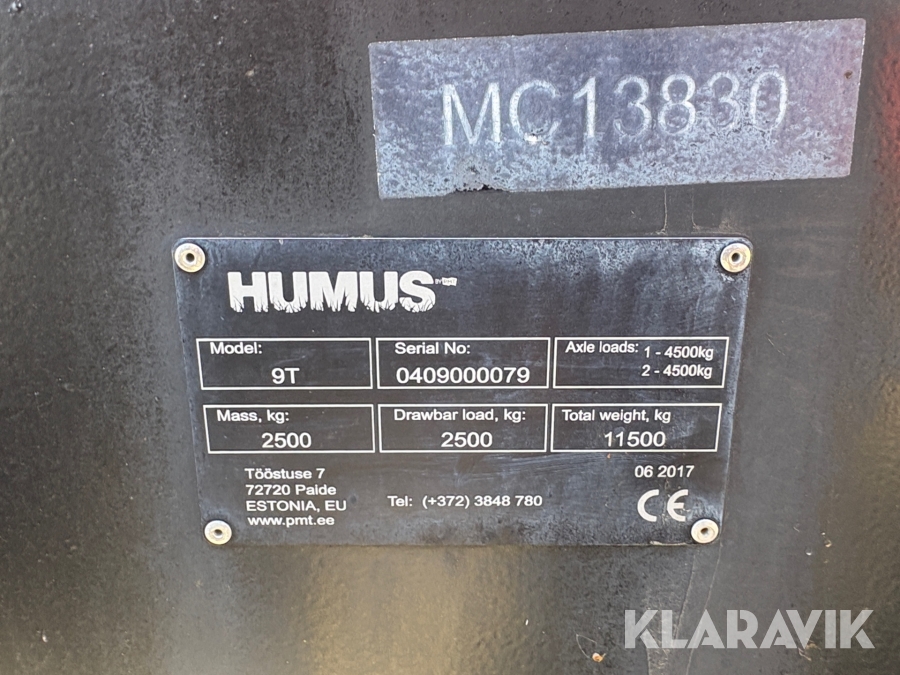 MC13830
HUMUS
Model:
9T
Serial No:
0409000079
Axle loads: 1 - 4500kg
2 - 4500kg
Mass, kg:
2500
Drawbar load, kg:
2500
Total weight, kg
11500
Tööstuse 7
72720 Paide
ESTONIA, EU
www.pmt.ee
Tel: (+372) 3848 780
06 2017
CE
KLARAVIK